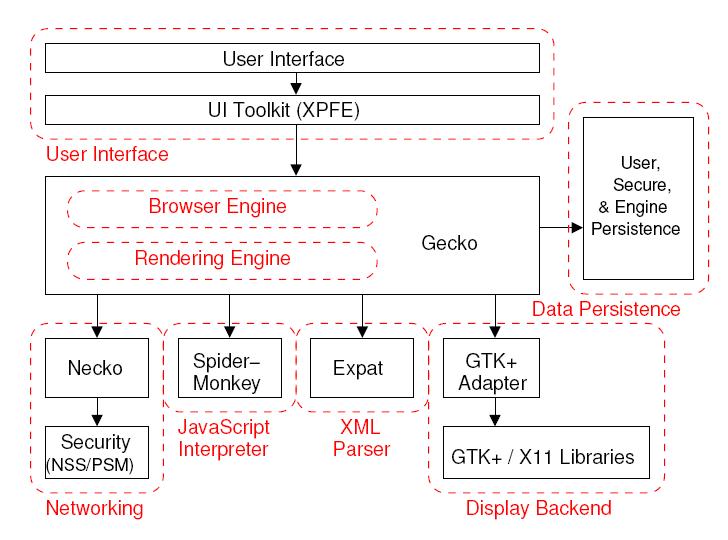 User Interface
UI Toolkit (XPFE)
User Interface
User,
Secure,
& Engine
Persistence
Data Persistence
Browser Engine
Rendering Engine
Gecko
Necko
Security
(NSS/PSM)
Networking
Spider–
Monkey
JavaScript
Interpreter
Expat
XML
Parser
GTK+
Adapter
GTK+ / X11 Libraries
Display Backend